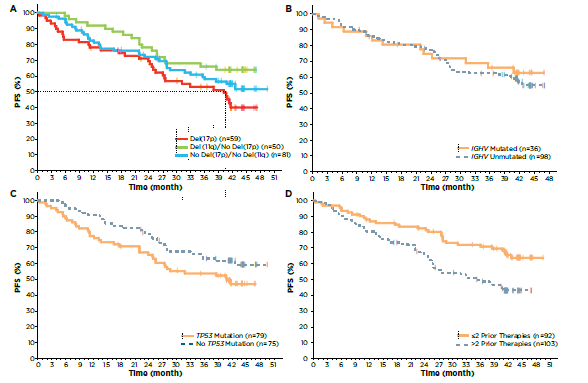 A
PFS (%)
100
90
80
70
60
50
40
30
20
10
0
Del(17p) (n=59)
Del (11q)/No Del(17p) (n=50)
No Del(17p)/No Del(11q) (n=81)
0 3 6 9 12 15 18 21 24 27 30 33 36 39 42 45 48 51
Time (month)
B
PFS (%)
100
90
80
70
60
50
40
30
20
10
0
IGHV Mutated (n=36)
IGHV Unmutated (n=98)
0 3 6 9 12 15 18 21 24 27 30 33 36 39 42 45 48 51
Time (month)
C
PFS (%)
100
90
80
70
60
50
40
30
20
10
0
TP53 Mutation (n=79)
No TP53 Mutation (n=75)
0 3 6 9 12 15 18 21 24 27 30 33 36 39 42 45 48 51
Time (month)
D
PFS (%)
100
90
80
70
60
50
40
30
20
10
0
≤2 Prior Therapies (n=92)
>2 Prior Therapies (n=103)
0 3 6 9 12 15 18 21 24 27 30 33 36 39 42 45 48 51
Time (month)